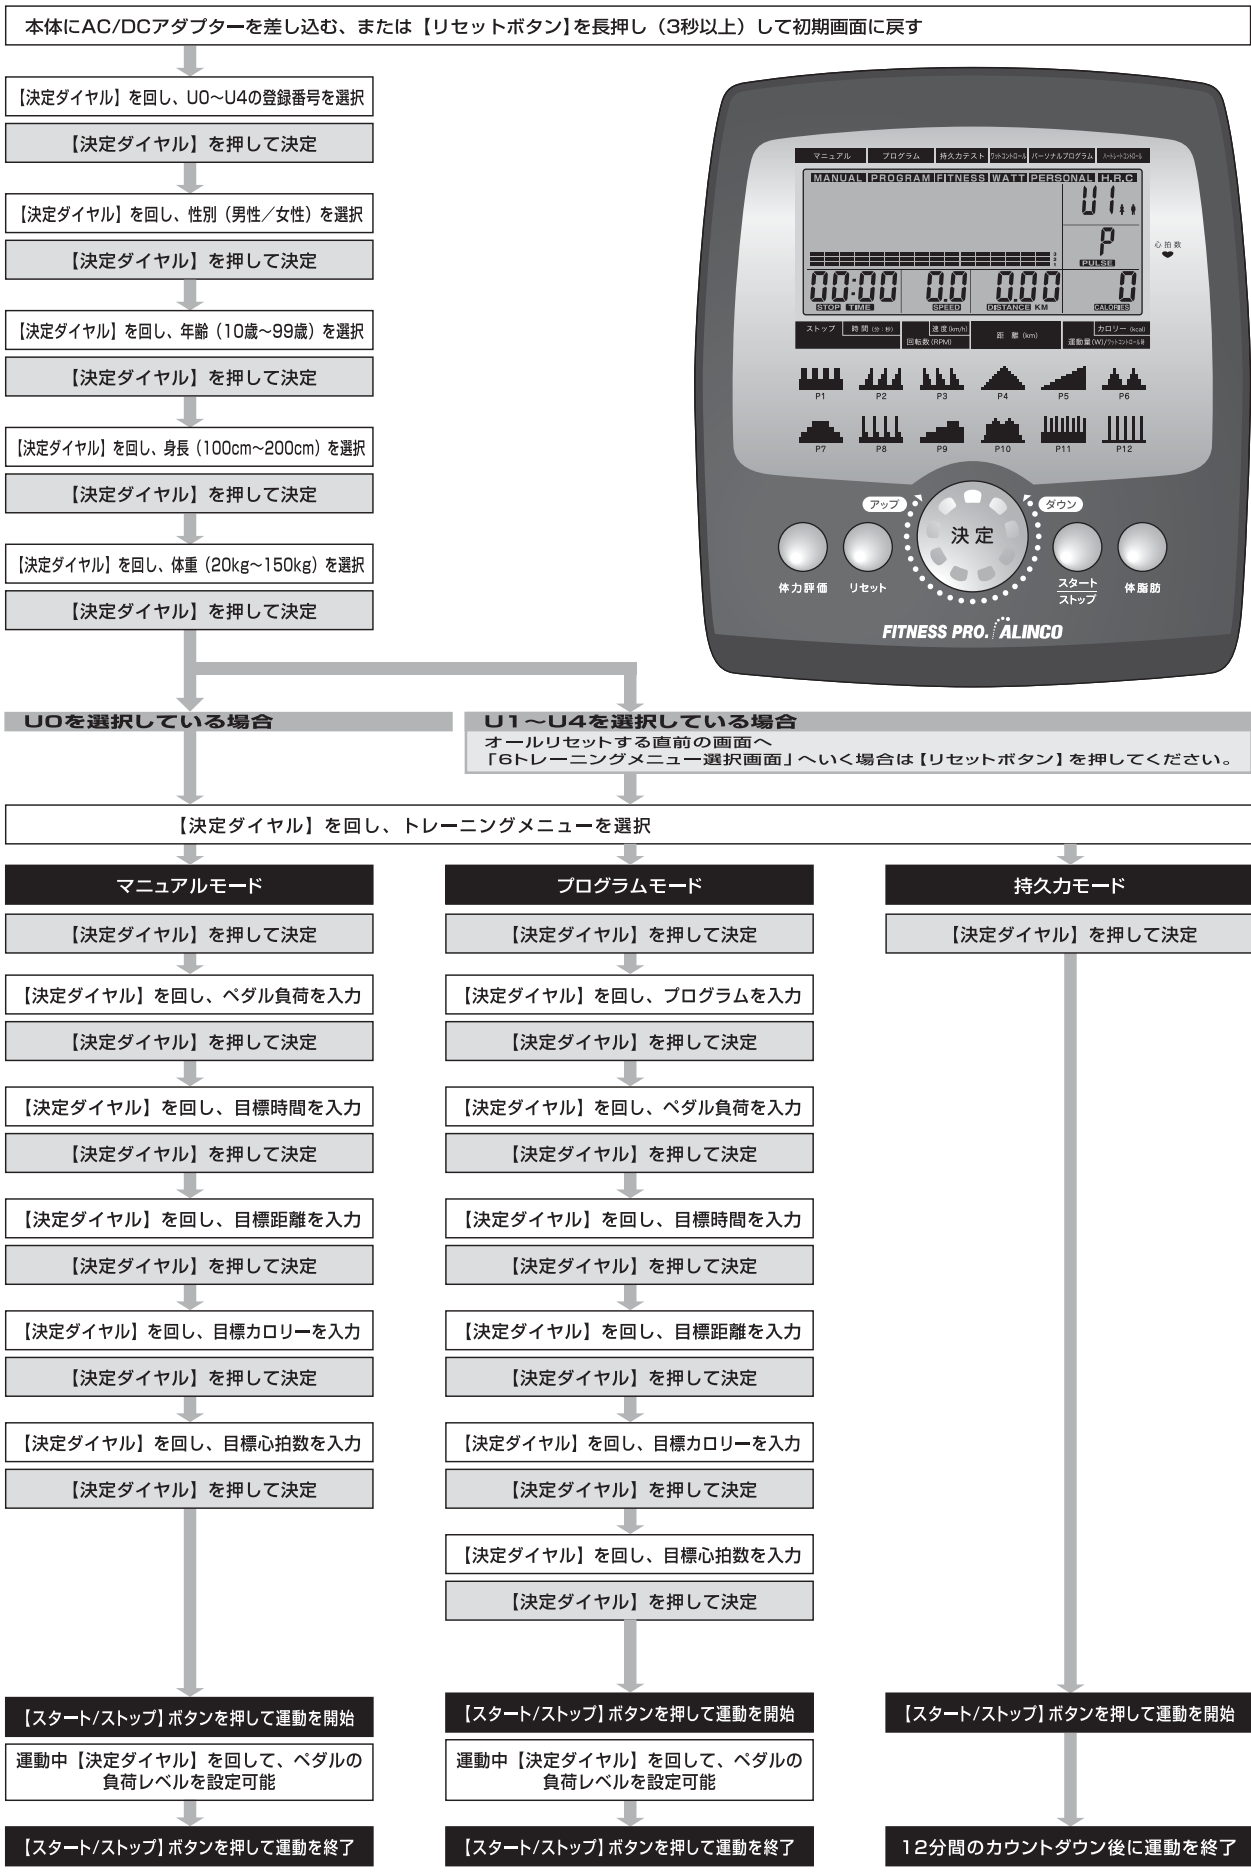 本体にAC/DCアダプターを差し込む、または【リセットボタン】を長押し（3秒以上）して初期画面に戻す
【決定ダイヤル】を回し、U0〜U4の登録番号を選択
【決定ダイヤル】を押して決定
【決定ダイヤル】を回し、性別（男性／女性）を選択
【決定ダイヤル】を押して決定
【決定ダイヤル】を回し、年齢（10歳〜99歳）を選択
【決定ダイヤル】を押して決定
【決定ダイヤル】を回し、身長（100cm〜200cm）を選択
【決定ダイヤル】を押して決定
【決定ダイヤル】を回し、体重（20kg〜150kg）を選択
【決定ダイヤル】を押して決定
マニュアル プログラム 持久力テスト ワットコントロール パーソナルプログラム ハートレートコントロール
MANUAL PROGRAM FITNESS WATT PERSONAL H.R.C
U1
P
PULSE
心拍数
00:00 0.0 0.00 0
STOP TIME SPEED DISTANCE KM CALORIES
ストップ 時間（分：秒） 速度(km/h) 距離（km） カロリー（kcal）
回転数（RPM） 運動量(W)/ワットコントロール時
P1 P2 P3 P4 P5 P6
P7 P8 P9 P10 P11 P12
アップ ダウン
決定
体力評価 リセット スタート 体脂肪
ストップ
FITNESS PRO. ALINCO
U0を選択している場合
U1〜U4を選択している場合
オールリセットする直前の画面へ
「6トレーニングメニュー選択画面」へいく場合は【リセットボタン】を押してください。
【決定ダイヤル】を回し、トレーニングメニューを選択
マニュアルモード
【決定ダイヤル】を押して決定
【決定ダイヤル】を回し、ペダル負荷を入力
【決定ダイヤル】を押して決定
【決定ダイヤル】を回し、目標時間を入力
【決定ダイヤル】を押して決定
【決定ダイヤル】を回し、目標距離を入力
【決定ダイヤル】を押して決定
【決定ダイヤル】を回し、目標カロリーを入力
【決定ダイヤル】を押して決定
【決定ダイヤル】を回し、目標心拍数を入力
【決定ダイヤル】を押して決定
【スタート/ストップ】ボタンを押して運動を開始
運動中【決定ダイヤル】を回して、ペダルの
負荷レベルを設定可能
【スタート/ストップ】ボタンを押して運動を終了
プログラムモード
【決定ダイヤル】を押して決定
【決定ダイヤル】を回し、プログラムを入力
【決定ダイヤル】を押して決定
【決定ダイヤル】を回し、ペダル負荷を入力
【決定ダイヤル】を押して決定
【決定ダイヤル】を回し、目標時間を入力
【決定ダイヤル】を押して決定
【決定ダイヤル】を回し、目標距離を入力
【決定ダイヤル】を押して決定
【決定ダイヤル】を回し、目標カロリーを入力
【決定ダイヤル】を押して決定
【決定ダイヤル】を回し、目標心拍数を入力
【決定ダイヤル】を押して決定
【スタート/ストップ】ボタンを押して運動を開始
運動中【決定ダイヤル】を回して、ペダルの
負荷レベルを設定可能
【スタート/ストップ】ボタンを押して運動を終了
持久力モード
【決定ダイヤル】を押して決定
【スタート/ストップ】ボタンを押して運動を開始
12分間のカウントダウン後に運動を終了